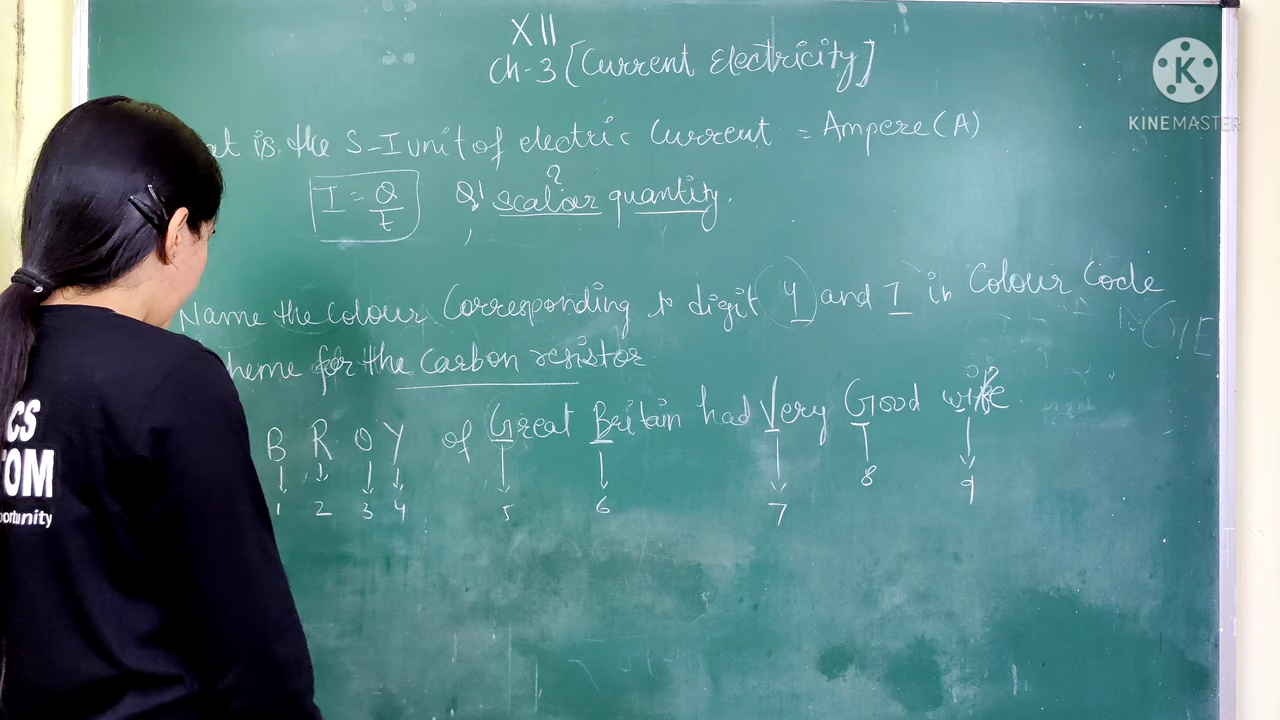 XII
Ch-3 [Current Electricity]
at is the S-I unit of electric Current = Ampere (A)
I = Q/t Q! scalar quantity.
?
Name the colour Corresponding to digit 4 and 7 in Colour Code
heme for the carbon resistor
B R O Y of Great Britain had Very Good wife
1 2 3 4 5 6 7 8 9
CS
OM
portunity
K
KINEMASTER